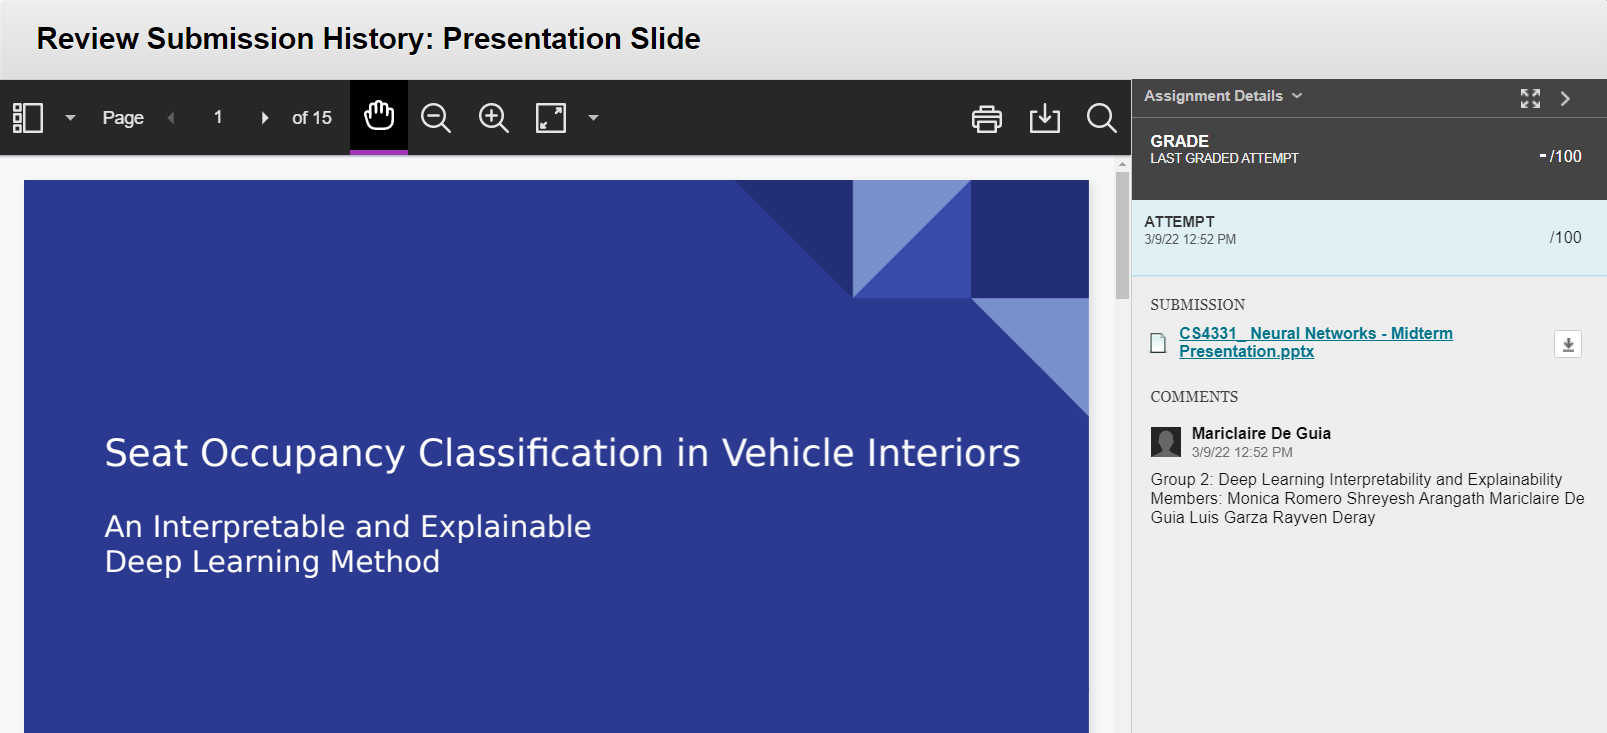 Review Submission History: Presentation Slide
Page 1 of 15
Assignment Details
GRADE
LAST GRADED ATTEMPT
- /100
ATTEMPT
3/9/22 12:52 PM
/100
SUBMISSION
CS4331_ Neural Networks - Midterm
Presentation.pptx
COMMENTS
Mariclaire De Guia
3/9/22 12:52 PM
Group 2: Deep Learning Interpretability and Explainability
Members: Monica Romero Shreyesh Arangath Mariclaire De
Guia Luis Garza Rayven Deray
Seat Occupancy Classification in Vehicle Interiors
An Interpretable and Explainable
Deep Learning Method